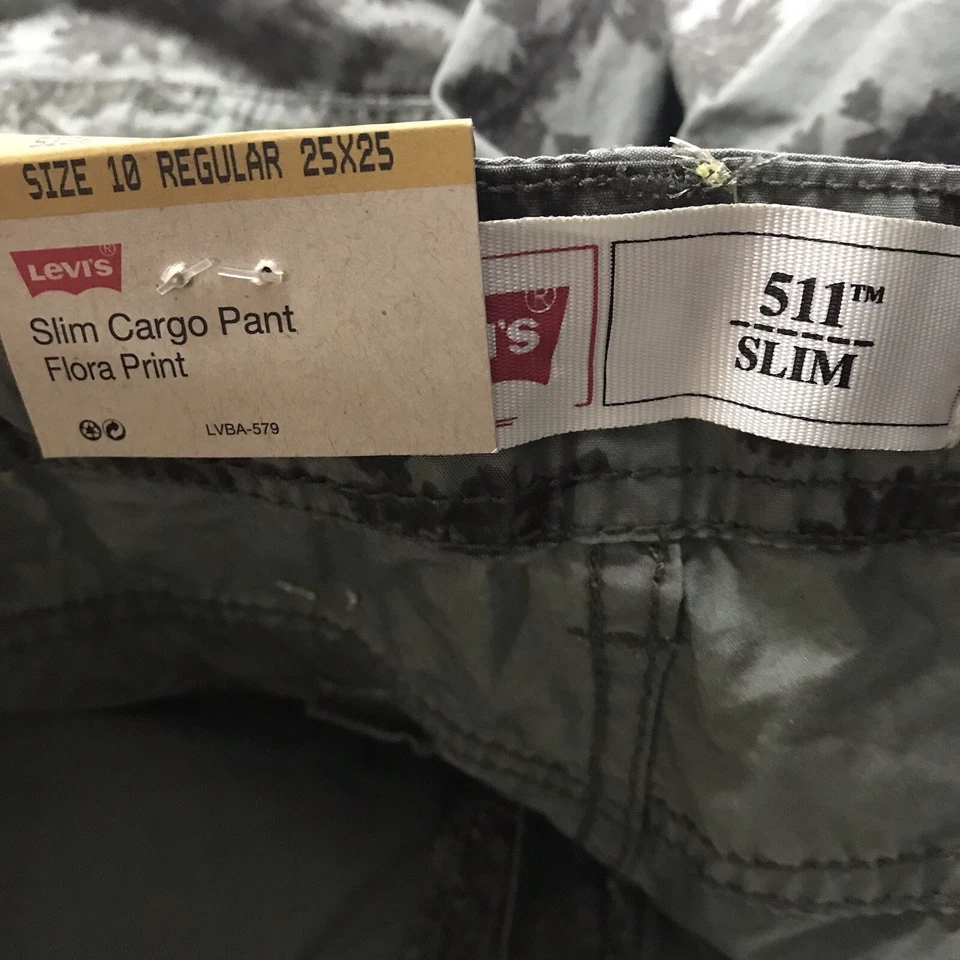 SIZE 10 REGULAR 25X25
Levi's®
Slim Cargo Pant
Flora Print
LVBA-579
I'S®
511™
SLIM